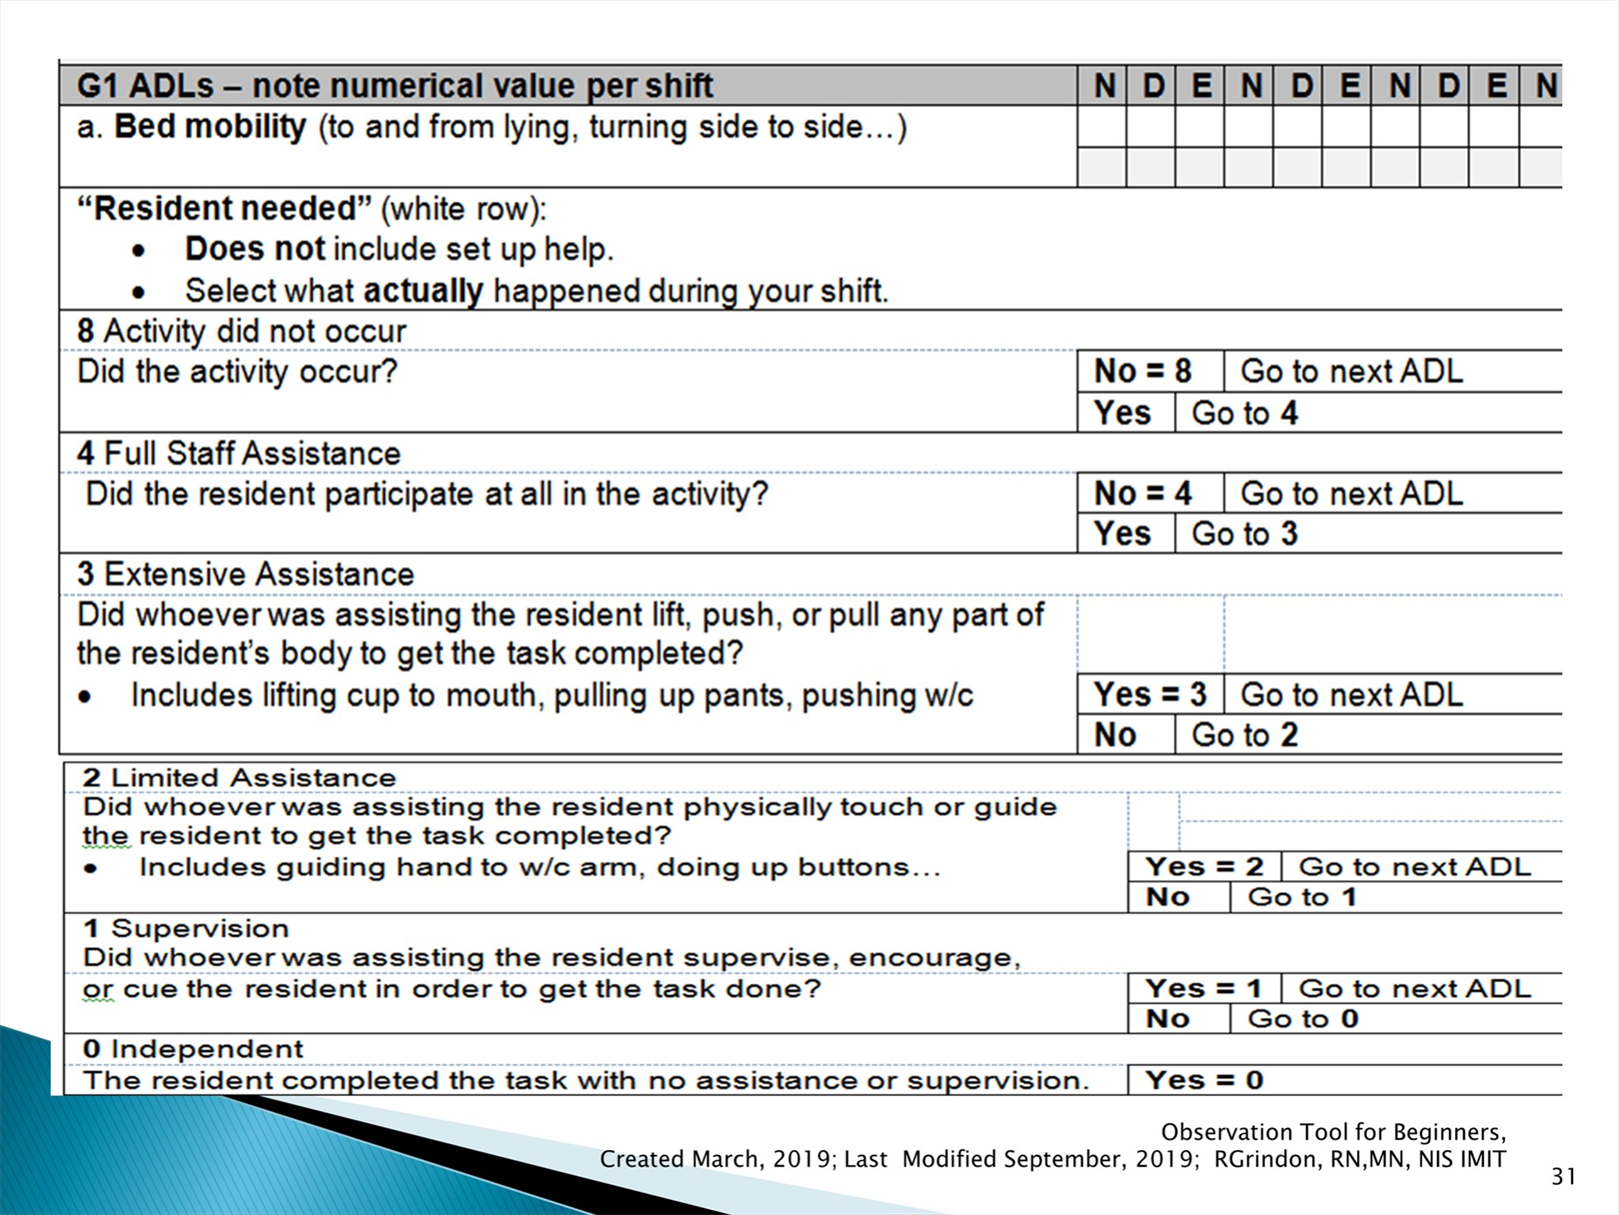 G1 ADLs – note numerical value per shift N D E N D E N D E N
a. Bed mobility (to and from lying, turning side to side…)
“Resident needed” (white row):
• Does not include set up help.
• Select what actually happened during your shift.
8 Activity did not occur
Did the activity occur? No = 8 Go to next ADL
Yes Go to 4
4 Full Staff Assistance
Did the resident participate at all in the activity? No = 4 Go to next ADL
Yes Go to 3
3 Extensive Assistance
Did whoever was assisting the resident lift, push, or pull any part of
the resident’s body to get the task completed?
• Includes lifting cup to mouth, pulling up pants, pushing w/c Yes = 3 Go to next ADL
No Go to 2
2 Limited Assistance
Did whoever was assisting the resident physically touch or guide
the resident to get the task completed?
• Includes guiding hand to w/c arm, doing up buttons… Yes = 2 Go to next ADL
No Go to 1
1 Supervision
Did whoever was assisting the resident supervise, encourage,
or cue the resident in order to get the task done? Yes = 1 Go to next ADL
No Go to 0
0 Independent
The resident completed the task with no assistance or supervision. Yes = 0
Observation Tool for Beginners,
Created March, 2019; Last Modified September, 2019; RGrindon, RN,MN, NIS IMIT
31